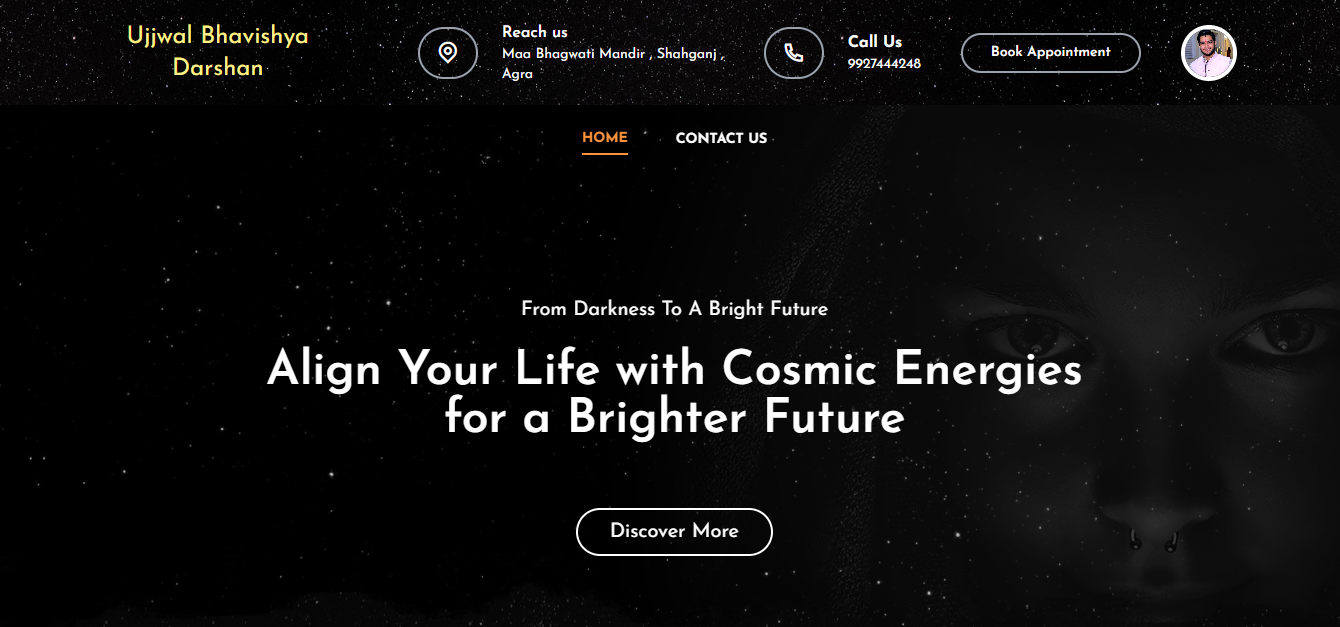 Ujjwal Bhavishya
Darshan
Reach us
Maa Bhagwati Mandir , Shahganj ,
Agra
Call Us
9927444248
Book Appointment
HOME
CONTACT US
From Darkness To A Bright Future
Align Your Life with Cosmic Energies
for a Brighter Future
Discover More